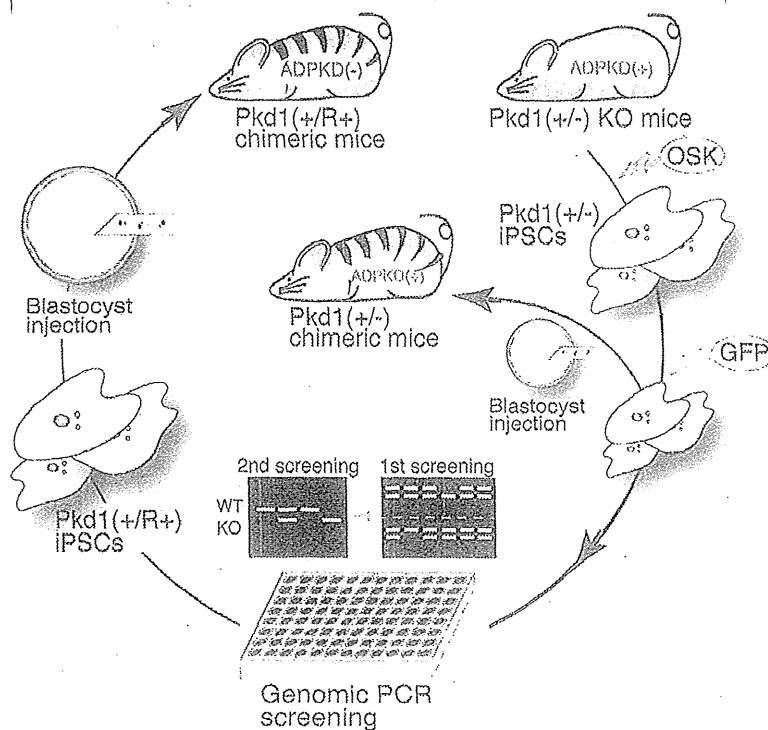 ADPKD(-)
Pkd1(+/R+)
chimeric mice
ADPKD(+)
Pkd1(+/-) KO mice
OSK
Pkd1(+/-)
iPSCs
ADPKD(+)
Pkd1(+/-)
chimeric mice
GFP
Blastocyst
injection
Blastocyst
injection
2nd screening
1st screening
WT
KO
Pkd1(+/R+)
iPSCs
Genomic PCR
screening